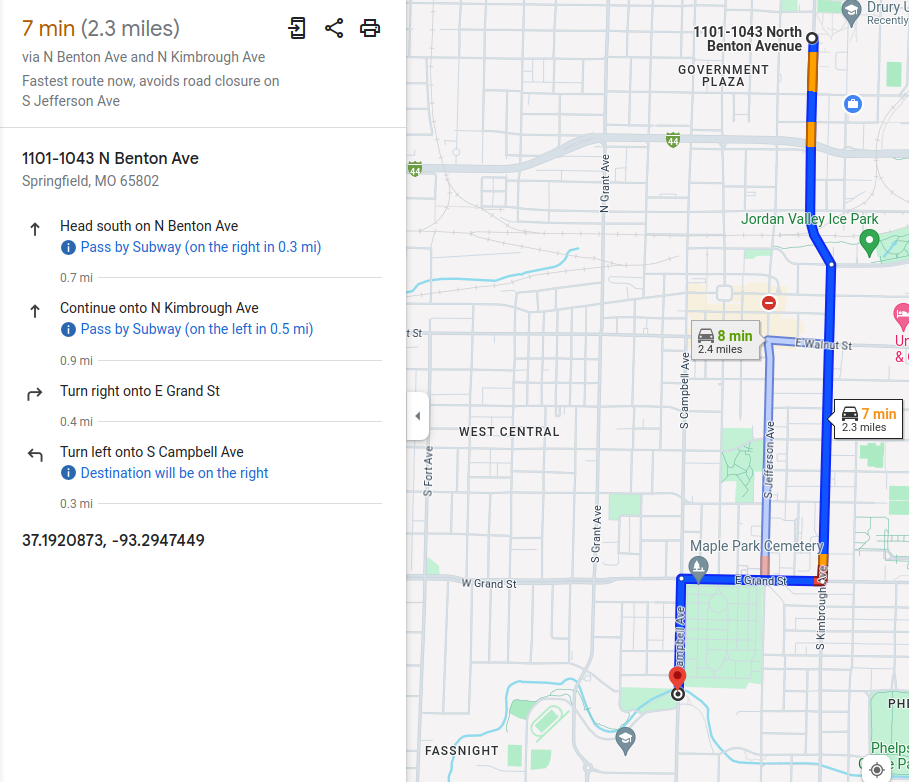 7 min (2.3 miles)
via N Benton Ave and N Kimbrough Ave
Fastest route now, avoids road closure on
S Jefferson Ave
1101-1043 N Benton Ave
Springfield, MO 65802
Head south on N Benton Ave
Pass by Subway (on the right in 0.3 mi)
0.7 mi
Continue onto N Kimbrough Ave
Pass by Subway (on the left in 0.5 mi)
0.9 mi
Turn right onto E Grand St
0.4 mi
Turn left onto S Campbell Ave
Destination will be on the right
0.3 mi
37.1920873, -93.2947449
Drury U
Recently
1101-1043 North
Benton Avenue
GOVERNMENT
PLAZA
44
44
N Grant Ave
Jordan Valley Ice Park
t St
8 min
2.4 miles
E Walnut St
Un
&
S Campbell Ave
7 min
2.3 miles
WEST CENTRAL
S Jefferson Ave
S Fort Ave
S Grant Ave
Maple Park Cemetery
W Grand St
E Grand St
S Kimbrough Ave
ampbell Ave
PHE
FASSNIGHT
Phelps
e Pa